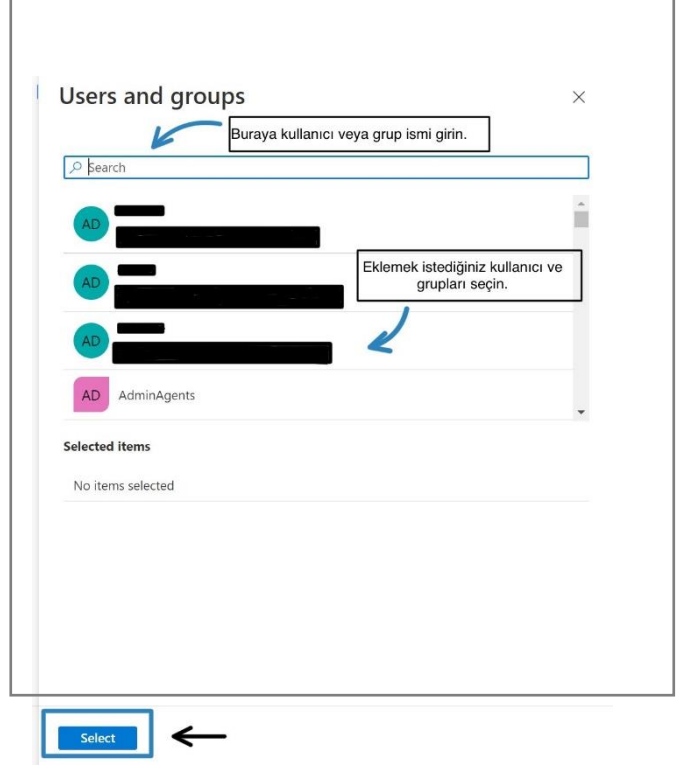 Users and groups
Buraya kullanıcı veya grup ismi girin.
Search
AD
AD
Eklemek istediğiniz kullanıcı ve
grupları seçin.
AD
AD AdminAgents
Selected items
No items selected
Select